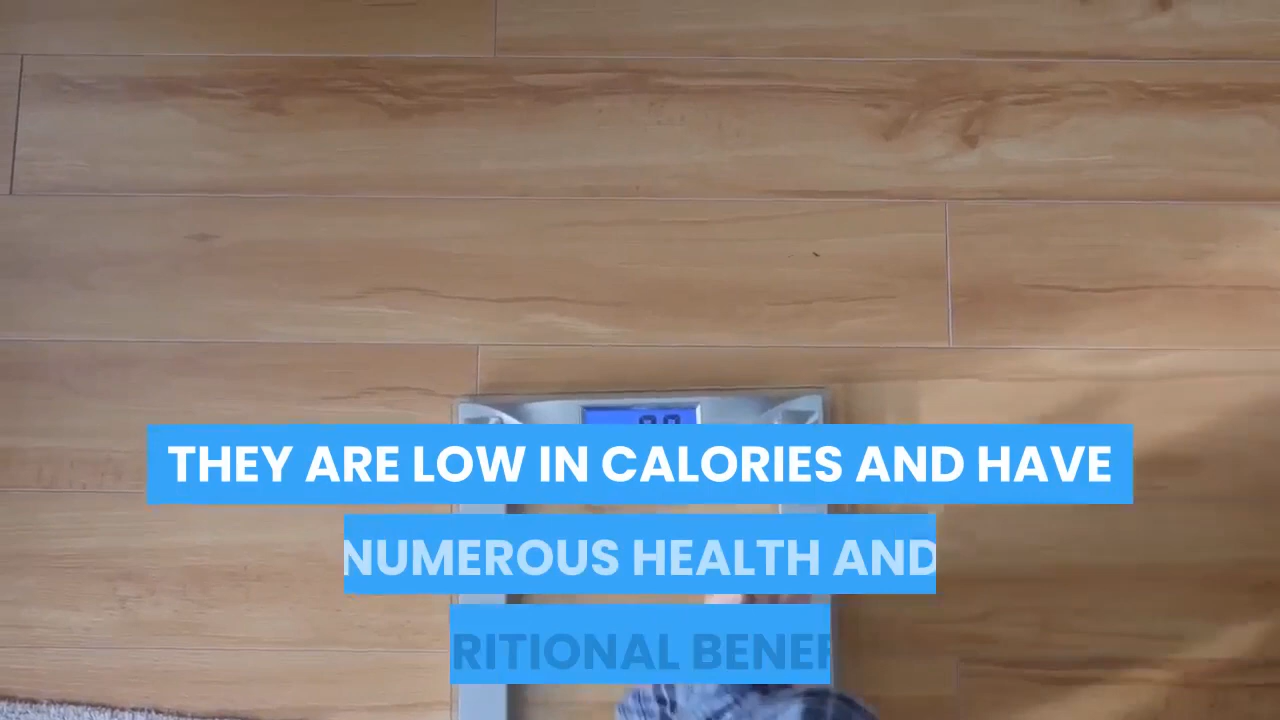 THEY ARE LOW IN CALORIES AND HAVE
NUMEROUS HEALTH AND
RITIONAL BENEF